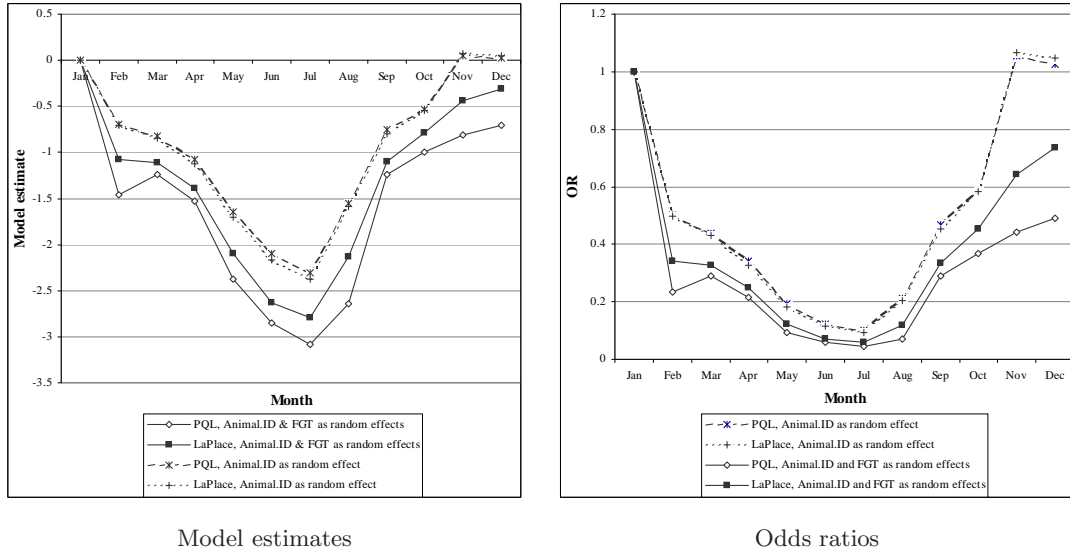 0.5
0
-0.5
-1
-1.5
-2
-2.5
-3
-3.5
Model estimate
Jan Feb Mar Apr May Jun Jul Aug Sep Oct Nov Dec
Month
PQL, Animal.ID & FGT as random effects
LaPlace, Animal.ID & FGT as random effects
PQL, Animal.ID as random effect
LaPlace, Animal.ID as random effect
Model estimates
1.2
1
0.8
0.6
0.4
0.2
0
OR
Jan Feb Mar Apr May Jun Jul Aug Sep Oct Nov Dec
Month
PQL, Animal.ID as random effect
LaPlace, Animal.ID as random effect
PQL, Animal.ID and FGT as random effects
LaPlace, Animal.ID and FGT as random effects
Odds ratios